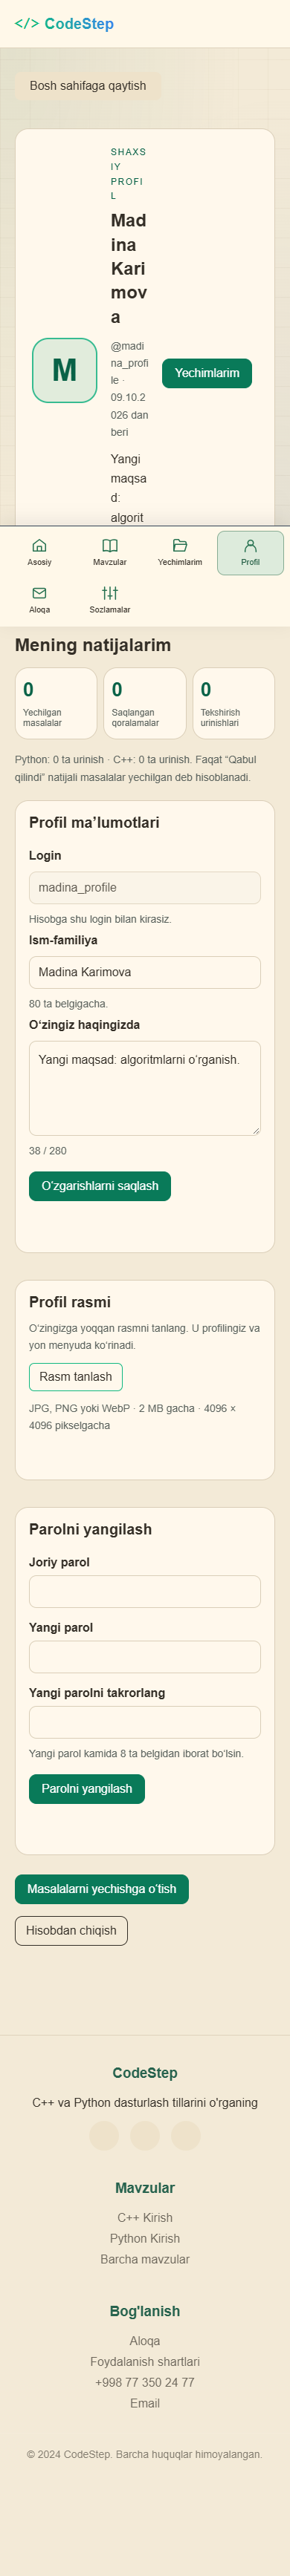 </> CodeStep
Bosh sahifaga qaytish
SHAXS
IY
PROFI
L
Mad
ina
Kari
mov
a
M
@madi
na_profi
le ·
09.10.2
026 dan
beri
Yechimlarim
Yangi
maqsa
d:
algorit
Asosiy
Mavzular
Yechimlarim
Profil
Aloqa
Sozlamalar
Mening natijalarim
0
Yechilgan
masalalar
0
Saqlangan
qoralamalar
0
Tekshirish
urinishlari
Python: 0 ta urinish · C++: 0 ta urinish. Faqat “Qabul
qilindi” natijali masalalar yechilgan deb hisoblanadi.
Profil ma’lumotlari
Login
madina_profile
Hisobga shu login bilan kirasiz.
Ism-familiya
Madina Karimova
80 ta belgigacha.
O‘zingiz haqingizda
Yangi maqsad: algoritmlarni o‘rganish.
38 / 280
O‘zgarishlarni saqlash
Profil rasmi
O‘zingizga yoqqan rasmni tanlang. U profilingiz va
yon menyuda ko‘rinadi.
Rasm tanlash
JPG, PNG yoki WebP · 2 MB gacha · 4096 ×
4096 pikselgacha
Parolni yangilash
Joriy parol
Yangi parol
Yangi parolni takrorlang
Yangi parol kamida 8 ta belgidan iborat bo‘lsin.
Parolni yangilash
Masalalarni yechishga o‘tish
Hisobdan chiqish
CodeStep
C++ va Python dasturlash tillarini o'rganing
Mavzular
C++ Kirish
Python Kirish
Barcha mavzular
Bog'lanish
Aloqa
Foydalanish shartlari
+998 77 350 24 77
Email
© 2024 CodeStep. Barcha huquqlar himoyalangan.